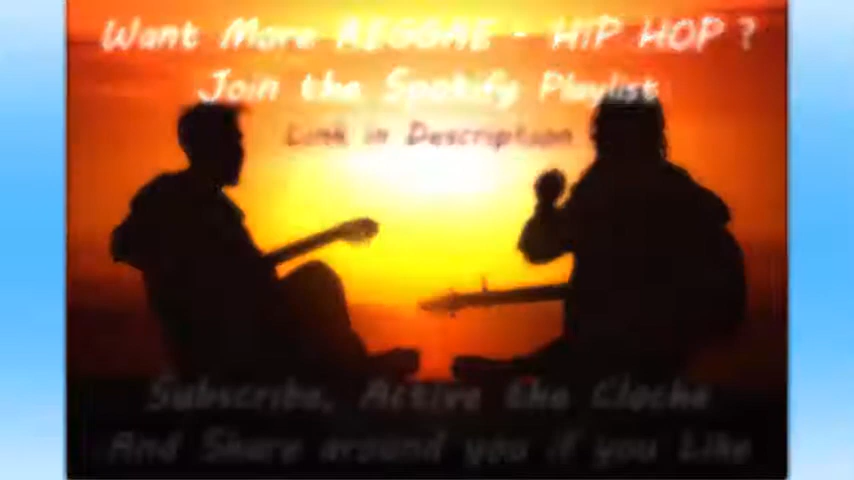 Want More REGGAE - HIP HOP ?
Join the Spotify Playlist
Link in Description
Subscribe, Active the Cloche
And Share around you if you Like